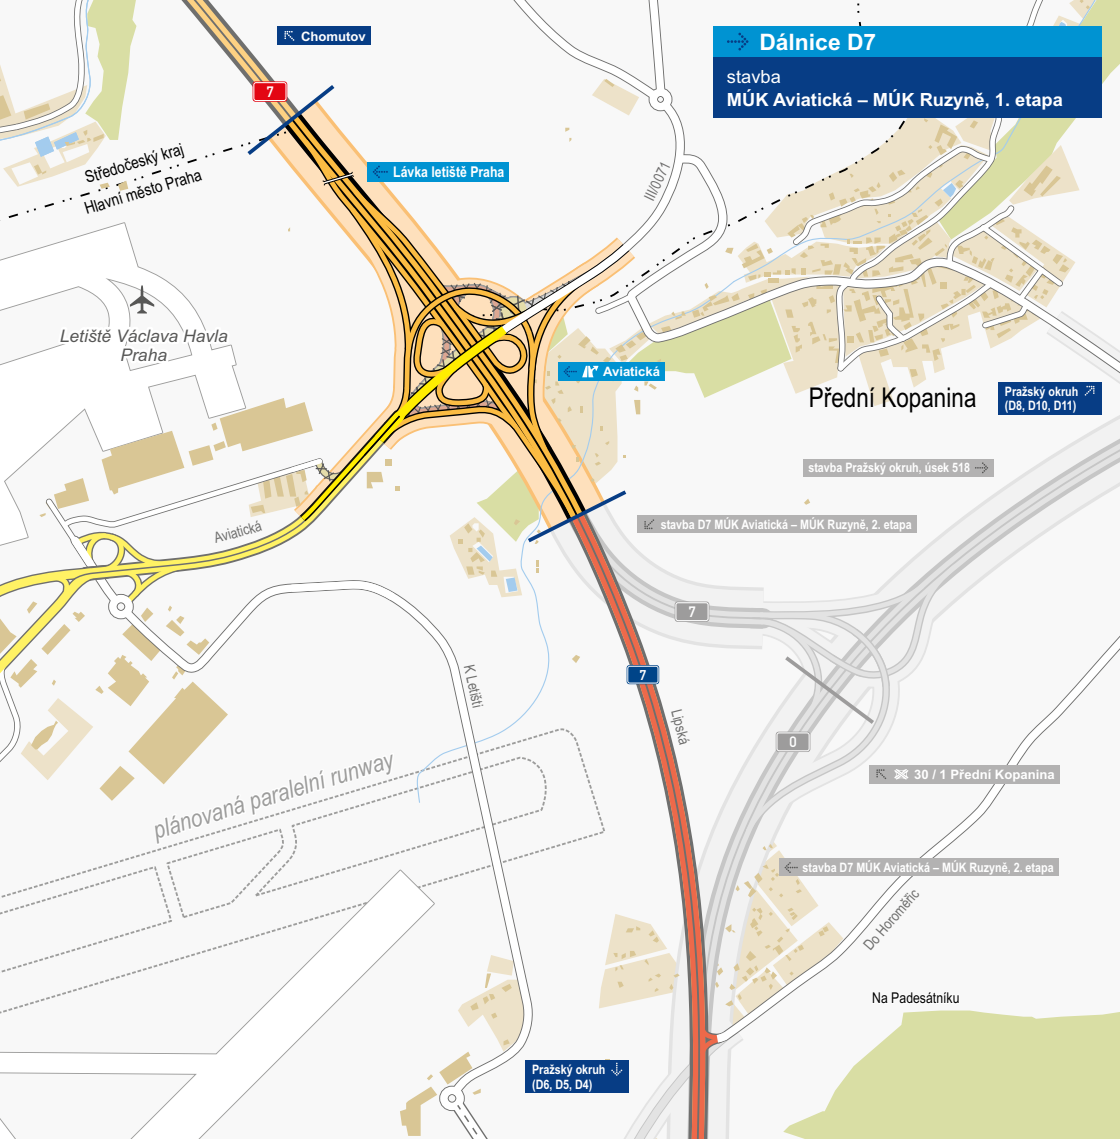 Dálnice D7
stavba
MÚK Aviatická – MÚK Ruzyně, 1. etapa
Chomutov
7
Středočeský kraj
Hlavní město Praha
Lávka letiště Praha
III/0071
Letiště Václava Havla
Praha
Aviatická
Přední Kopanina
Pražský okruh
(D8, D10, D11)
stavba Pražský okruh, úsek 518
stavba D7 MÚK Aviatická – MÚK Ruzyně, 2. etapa
Aviatická
7
7
K Letišti
Lipská
0
plánovaná paralelní runway
30 / 1 Přední Kopanina
stavba D7 MÚK Aviatická – MÚK Ruzyně, 2. etapa
Do Horoměřic
Na Padesátníku
Pražský okruh
(D6, D5, D4)